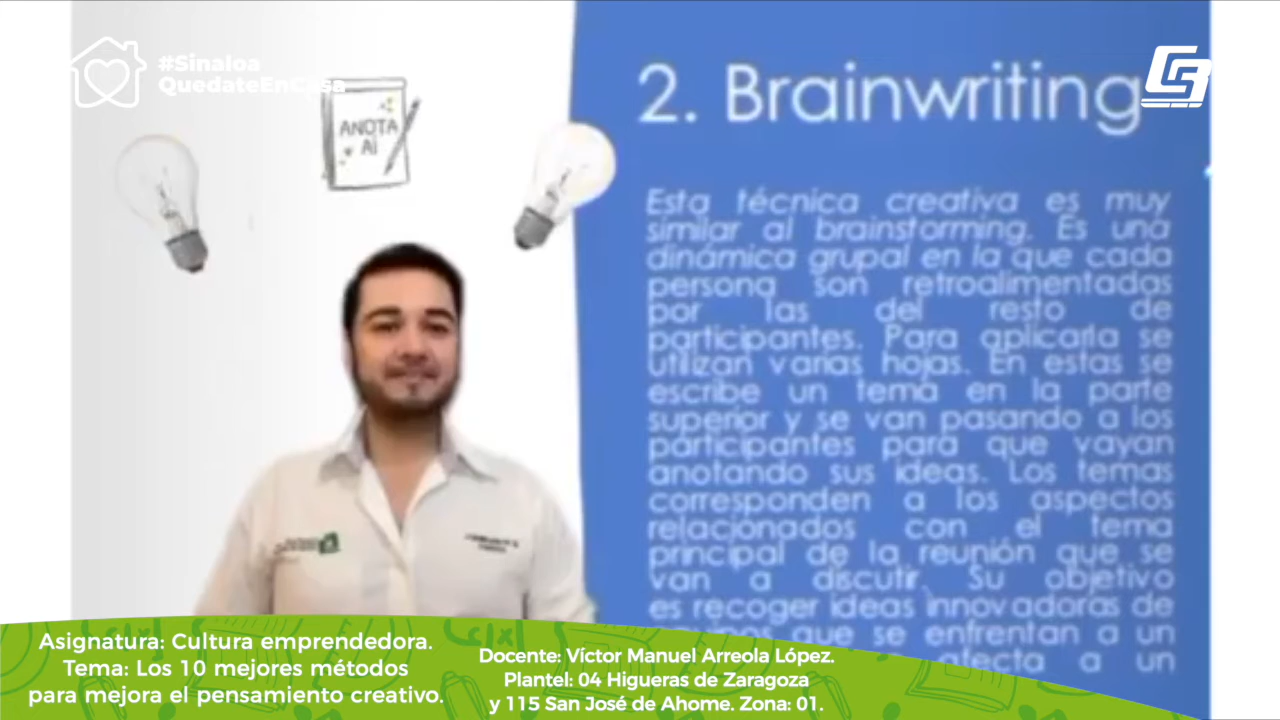 #Sinaloa
QuedateEnCasa
ANOTA
AÍ
2. Brainwriting
Esta técnica creativa es muy
similar al brainstorming. Es una
dinámica grupal en la que cada
persona son retroalimentadas
por las del resto de
participantes. Para aplicarla se
utilizan varias hojas. En estas se
escribe un tema en la parte
superior y se van pasando a los
participantes para que vayan
anotando sus ideas. Los temas
corresponden a los aspectos
relacionados con el tema
principal de la reunión que se
van a discutir. Su objetivo
es recoger ideas innovadoras de
que se enfrentan a un
afecta a un
Asignatura: Cultura emprendedora.
Tema: Los 10 mejores métodos
para mejora el pensamiento creativo.
Docente: Víctor Manuel Arreola López.
Plantel: 04 Higueras de Zaragoza
y 115 San José de Ahome. Zona: 01.